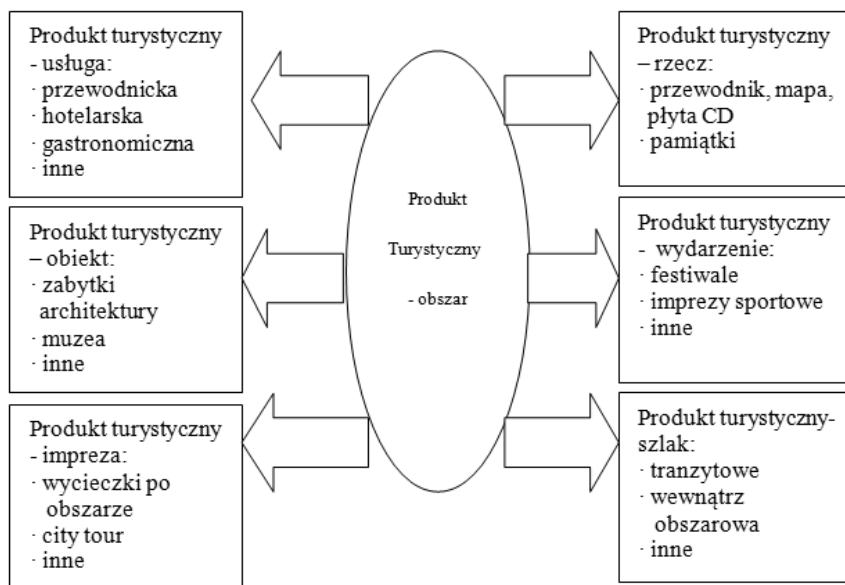 Produkt turystyczny
- usługa:
· przewodnicka
· hotelarska
· gastronomiczna
· inne
Produkt turystyczny
– obiekt:
· zabytki
architektury
· muzea
· inne
Produkt turystyczny
- impreza:
· wycieczki po
obszarze
· city tour
· inne
Produkt
Turystyczny
- obszar
Produkt turystyczny
– rzecz:
· przewodnik, mapa,
płyta CD
· pamiątki
Produkt turystyczny
- wydarzenie:
· festiwale
· imprezy sportowe
· inne
Produkt turystyczny-
szlak:
· tranzytowe
· wewnątrz
obszarowa
· inne